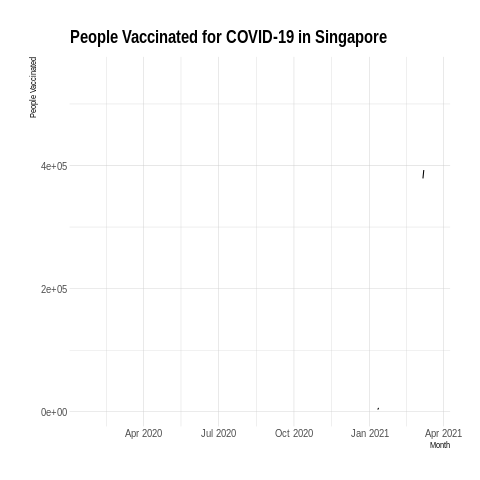 People Vaccinated for COVID-19 in Singapore
People Vaccinated
4e+05
2e+05
0e+00
Apr 2020 Jul 2020 Oct 2020 Jan 2021 Apr 2021
Month